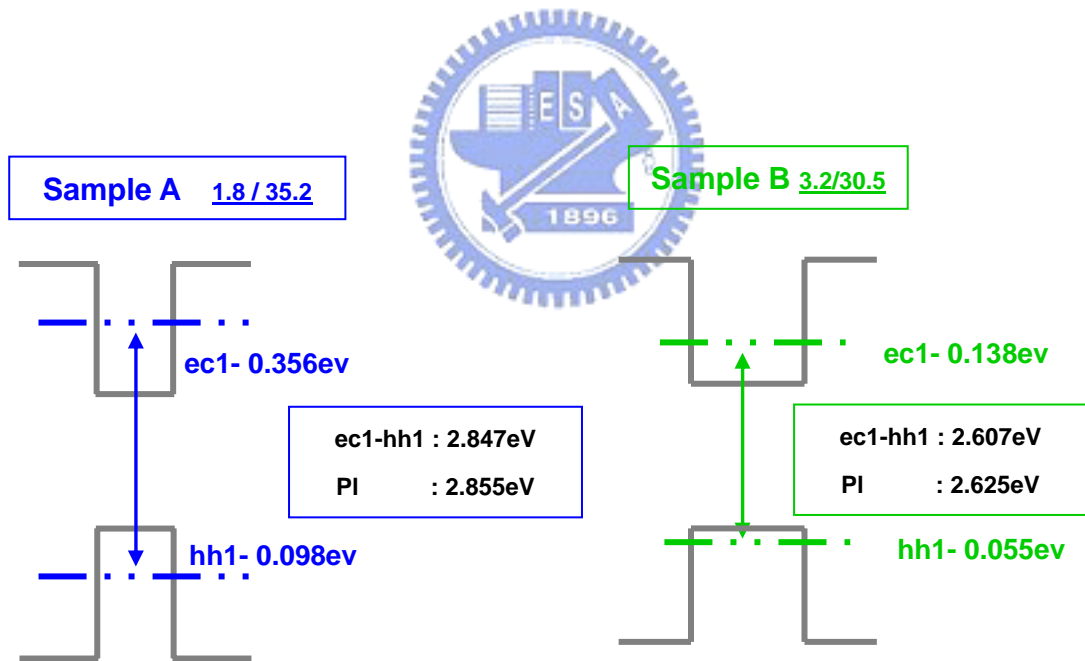 ESA
1896
Sample A 1.8 / 35.2
Sample B 3.2/30.5
ec1- 0.356ev
ec1-hh1 : 2.847eV
Pl : 2.855eV
hh1- 0.098ev
ec1- 0.138ev
ec1-hh1 : 2.607eV
Pl : 2.625eV
hh1- 0.055ev